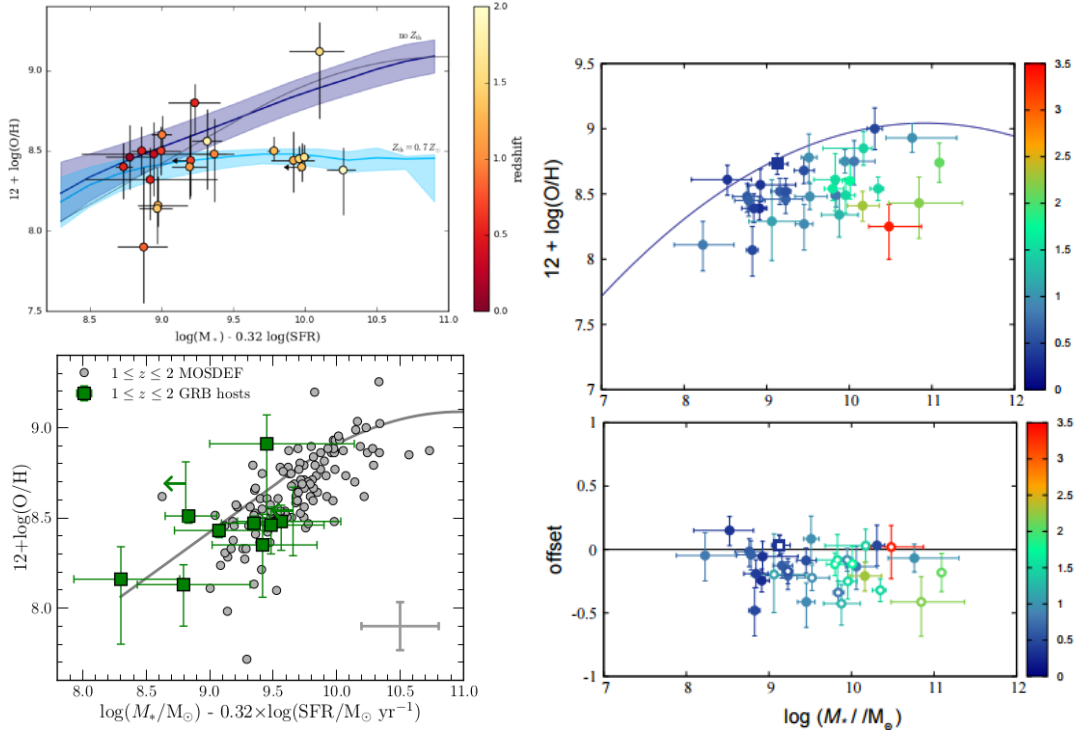 2.0
1.5
1.0
0.5
0.0
redshift
no Z_th
Z_th = 0.7 Z
9.0
8.5
8.0
7.5
12 + log(O/H)
8.5 9.0 9.5 10.0 10.5 11.0
log(M⋆) - 0.32 log(SFR)
9.5
9
8.5
8
7.5
7
12 + log(O/H)
7 8 9 10 11 12
3.5
3
2.5
2
1.5
1
0.5
0
1 ≤ z ≤ 2 MOSDEF
1 ≤ z ≤ 2 GRB hosts
9.0
8.5
8.0
12+log(O/H)
8.0 8.5 9.0 9.5 10.0 10.5 11.0
log(M*/M⊙) - 0.32×log(SFR/M⊙ yr⁻¹)
1
0.5
0
-0.5
-1
offset
7 8 9 10 11 12
log (M*//M⊙)
3.5
3
2.5
2
1.5
1
0.5
0